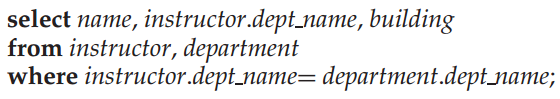 select name, instructor.dept_name, building
from instructor, department
where instructor.dept_name= department.dept_name;